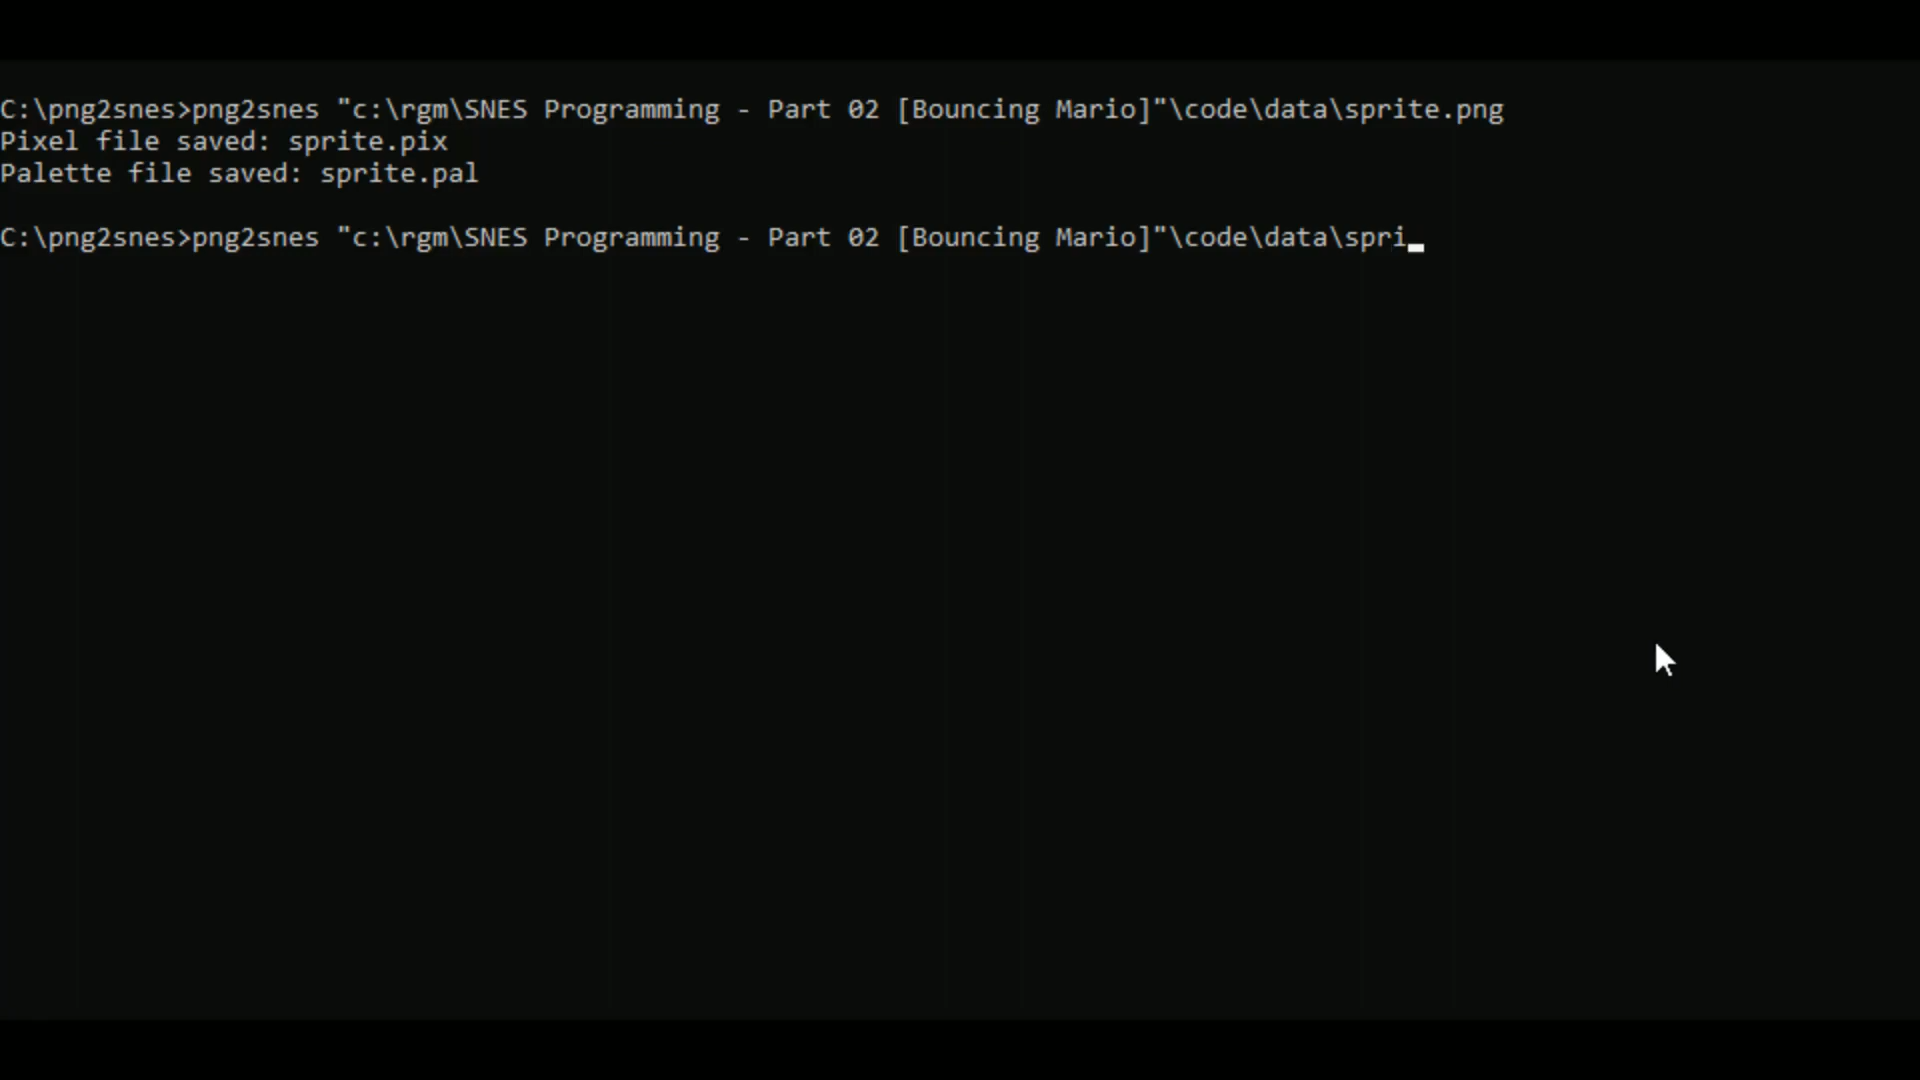 C:\png2snes>png2snes "c:\rgm\SNES Programming - Part 02 [Bouncing Mario]"\code\data\sprite.png
Pixel file saved: sprite.pix
Palette file saved: sprite.pal
C:\png2snes>png2snes "c:\rgm\SNES Programming - Part 02 [Bouncing Mario]"\code\data\spri